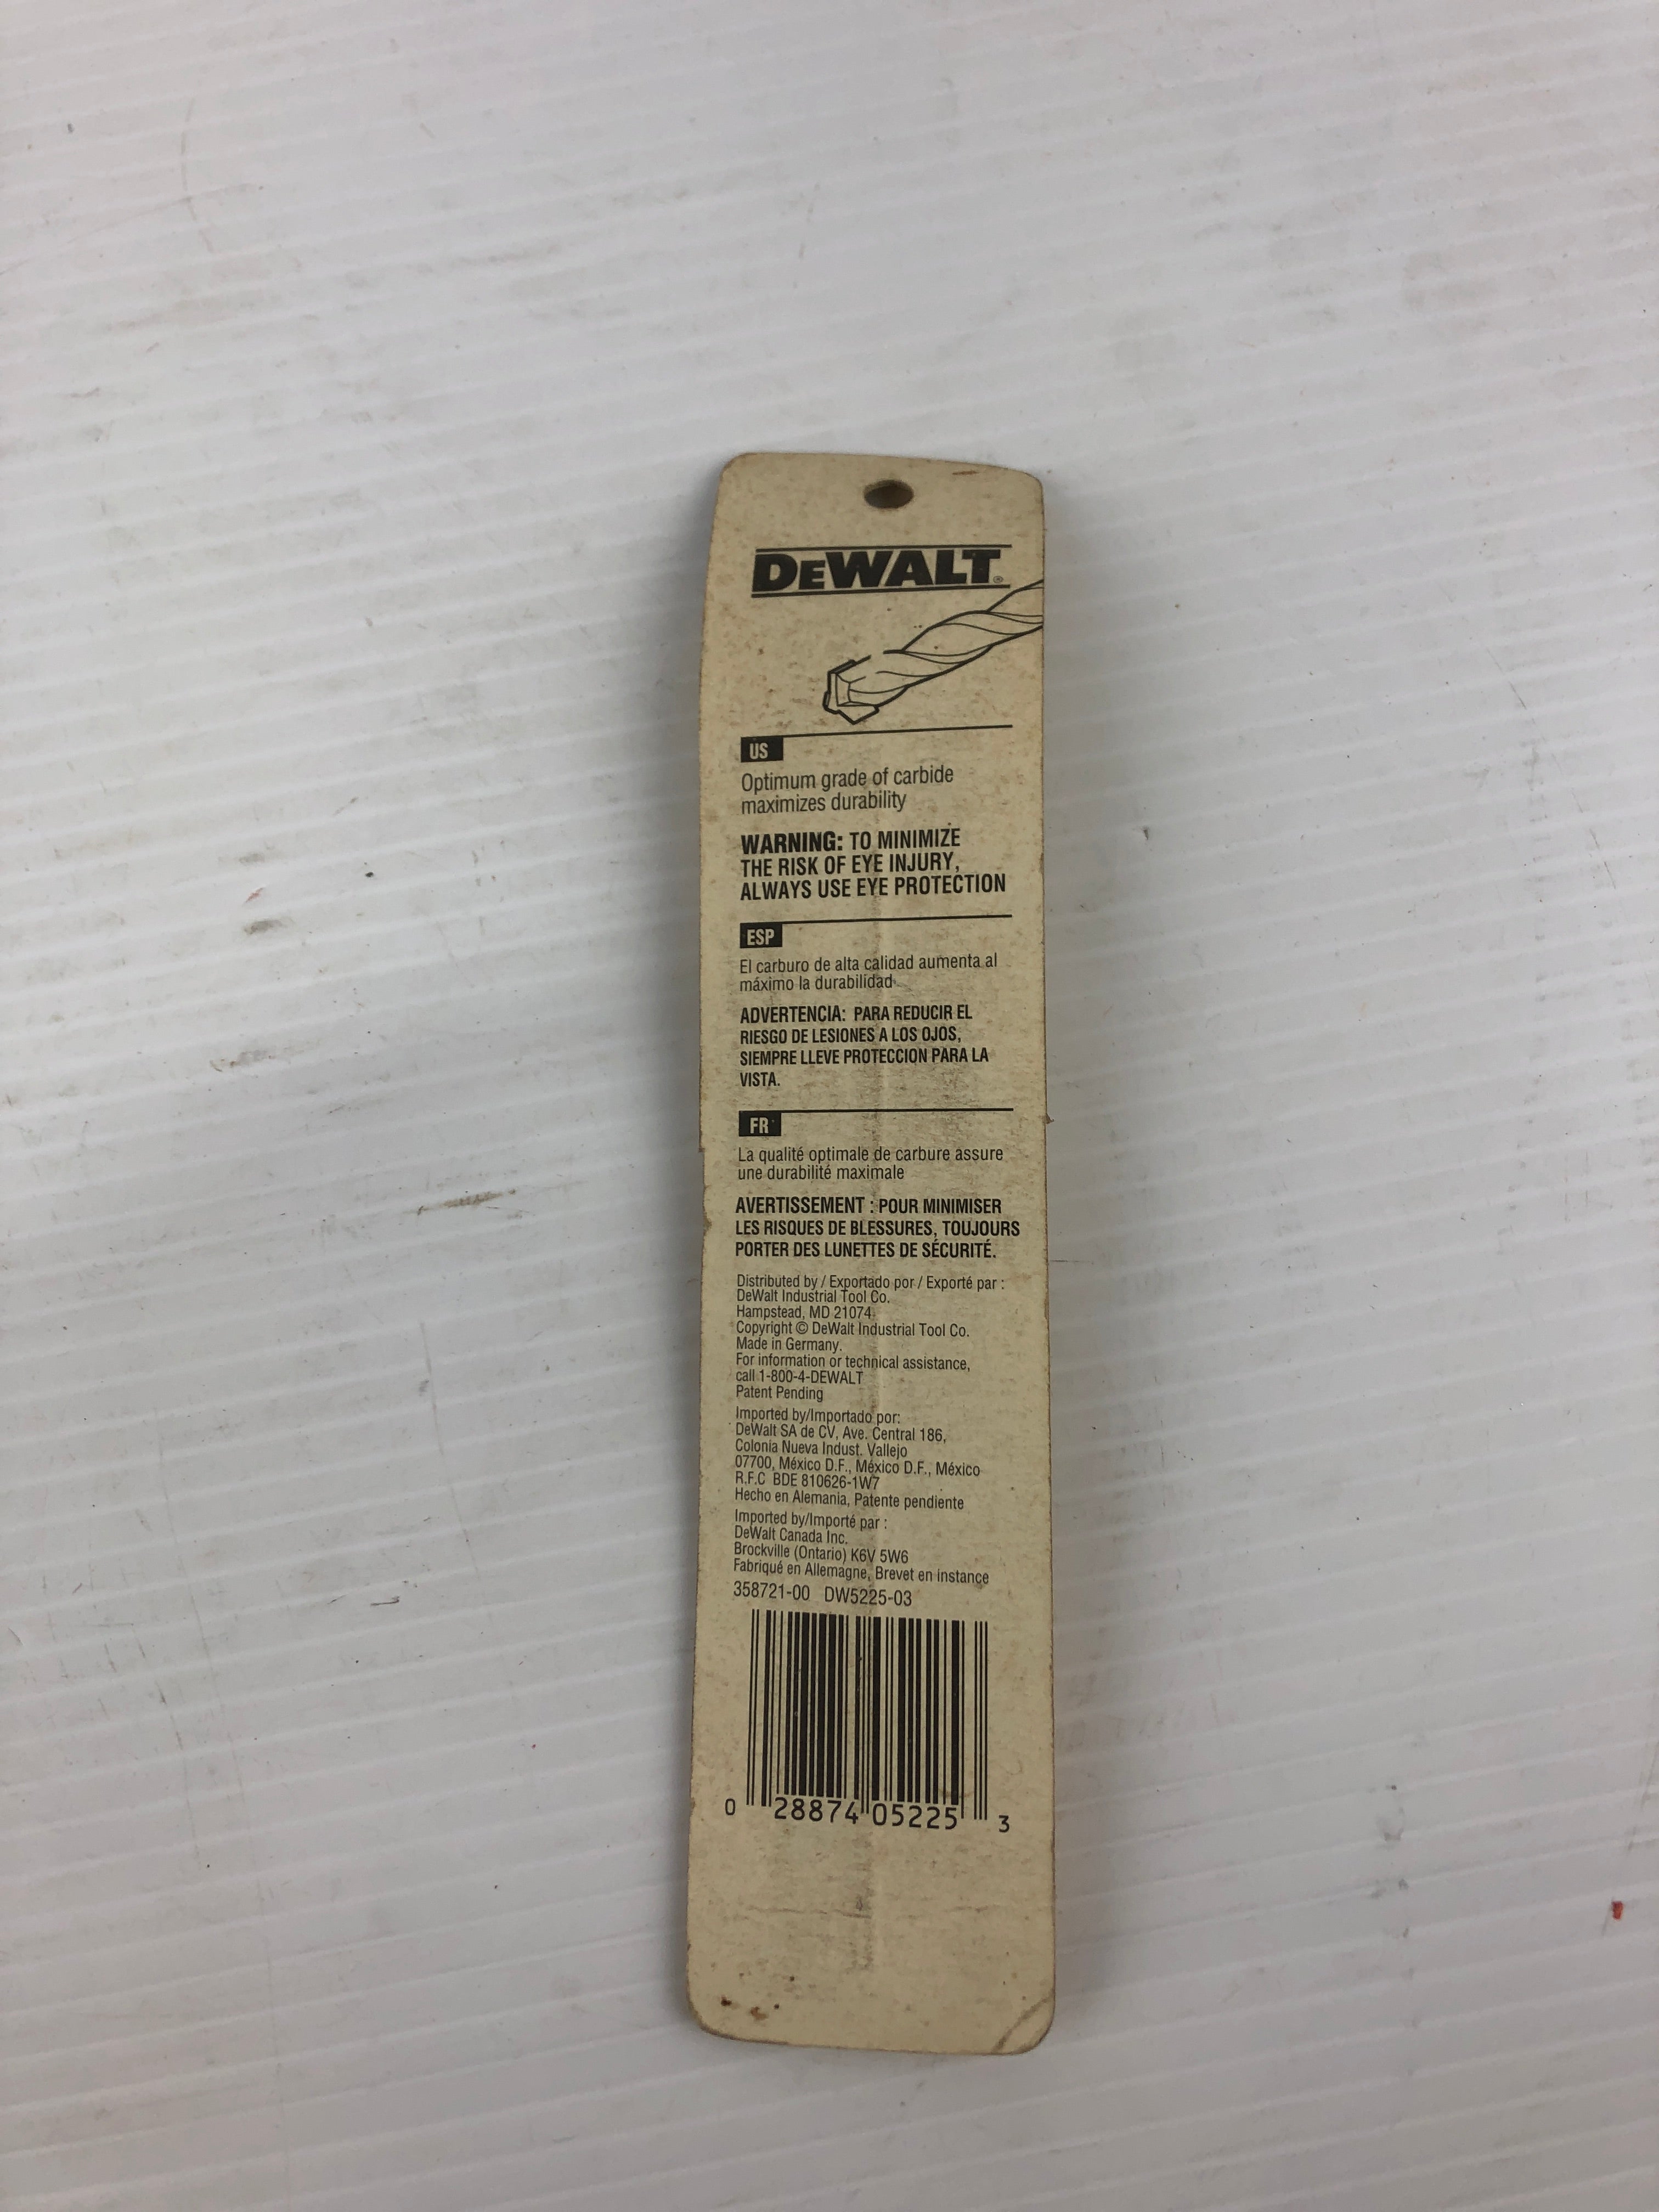 DEWALT®
US
Optimum grade of carbide
maximizes durability
WARNING: TO MINIMIZE
THE RISK OF EYE INJURY,
ALWAYS USE EYE PROTECTION
ESP
El carburo de alta calidad aumenta al
máximo la durabilidad
ADVERTENCIA: PARA REDUCIR EL
RIESGO DE LESIONES A LOS OJOS,
SIEMPRE LLEVE PROTECCION PARA LA
VISTA.
FR
La qualité optimale de carbure assure
une durabilité maximale
AVERTISSEMENT : POUR MINIMISER
LES RISQUES DE BLESSURES, TOUJOURS
PORTER DES LUNETTES DE SÉCURITÉ.
Distributed by / Exportado por / Exporté par :
DeWalt Industrial Tool Co.
Hampstead, MD 21074
Copyright © DeWalt Industrial Tool Co.
Made in Germany.
For information or technical assistance,
call 1-800-4-DEWALT
Patent Pending
Imported by/Importado por:
DeWalt SA de CV, Ave. Central 186,
Colonia Nueva Indust. Vallejo
07700, México D.F., México D.F., México
R.F.C BDE 810626-1W7
Hecho en Alemania, Patente pendiente
Imported by/Importé par :
DeWalt Canada Inc.
Brockville (Ontario) K6V 5W6
Fabriqué en Allemagne, Brevet en instance
358721-00 DW5225-03
0 28874 05225 3